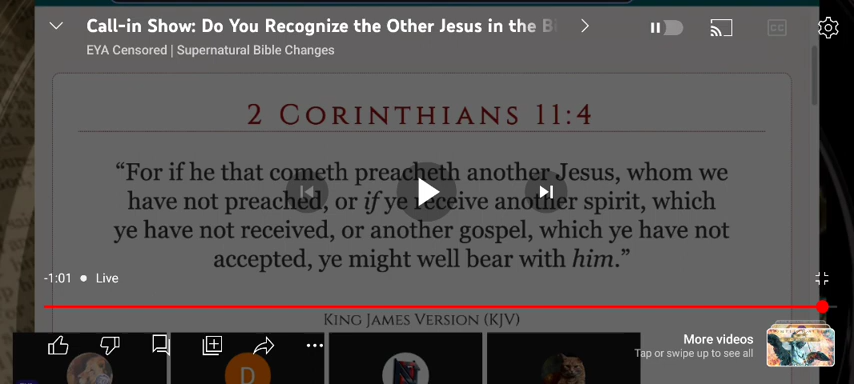 Call-in Show: Do You Recognize the Other Jesus in the B
CC
EYA Censored | Supernatural Bible Changes
2 CORINTHIANS 11:4
“For if he that cometh preacheth another Jesus, whom we
have not preached, or if ye receive another spirit, which
ye have not received, or another gospel, which ye have not
accepted, ye might well bear with him.”
-1:01 Live
KING JAMES VERSION (KJV)
More videos
Tap or swipe up to see all
D